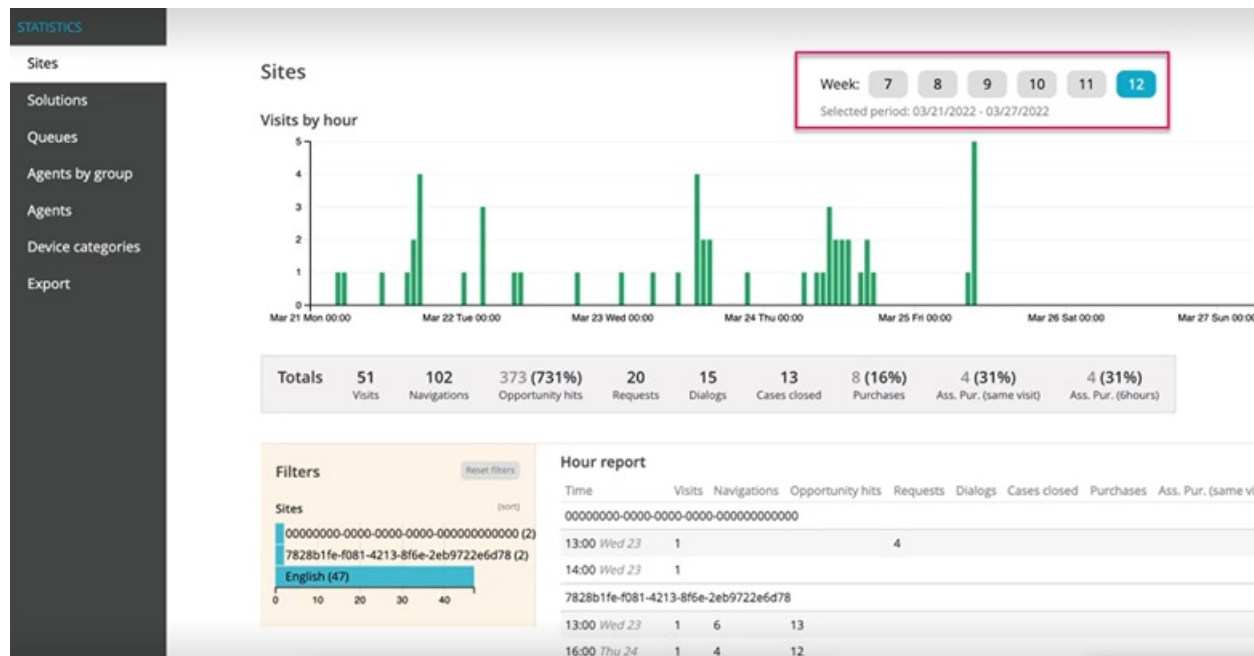 STATISTICS
Sites
Solutions
Queues
Agents by group
Agents
Device categories
Export
Sites
Week: 7 8 9 10 11 12
Selected period: 03/21/2022 - 03/27/2022
Visits by hour
5
4
3
2
1
0
Mar 21 Mon 00:00 Mar 22 Tue 00:00 Mar 23 Wed 00:00 Mar 24 Thu 00:00 Mar 25 Fri 00:00 Mar 26 Sat 00:00 Mar 27 Sun 00:00
Totals 51 102 373 (731%) 20 15 13 8 (16%) 4 (31%) 4 (31%)
Visits Navigations Opportunity hits Requests Dialogs Cases closed Purchases Ass. Pur. (same visit) Ass. Pur. (6hours)
Filters Reset filters
Sites (sort)
00000000-0000-0000-0000-000000000000 (2)
7828b1fe-f081-4213-8f6e-2eb9722e6d78 (2)
English (47)
0 10 20 30 40
Hour report
Time Visits Navigations Opportunity hits Requests Dialogs Cases closed Purchases Ass. Pur. (same vi
00000000-0000-0000-0000-000000000000
13:00 Wed 23 1 4
14:00 Wed 23 1
7828b1fe-f081-4213-8f6e-2eb9722e6d78
13:00 Wed 23 1 6 13
16:00 Thu 24 1 4 12